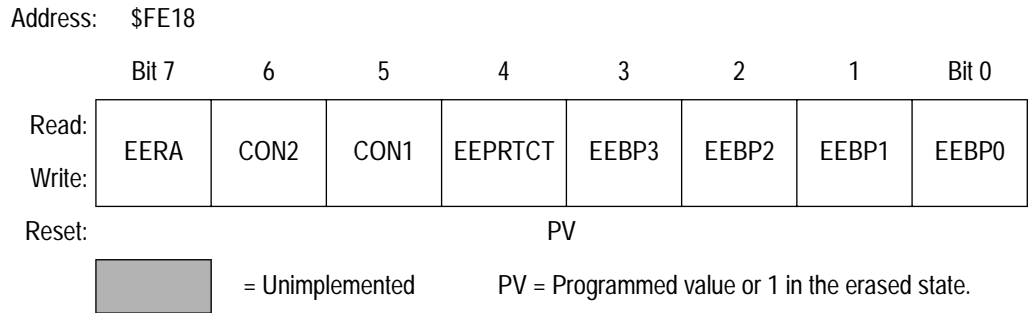 Address: $FE18
Bit 7 6 5 4 3 2 1 Bit 0
Read:
EERA CON2 CON1 EEPRTCT EEBP3 EEBP2 EEBP1 EEBP0
Write:
Reset: PV
= Unimplemented PV = Programmed value or 1 in the erased state.